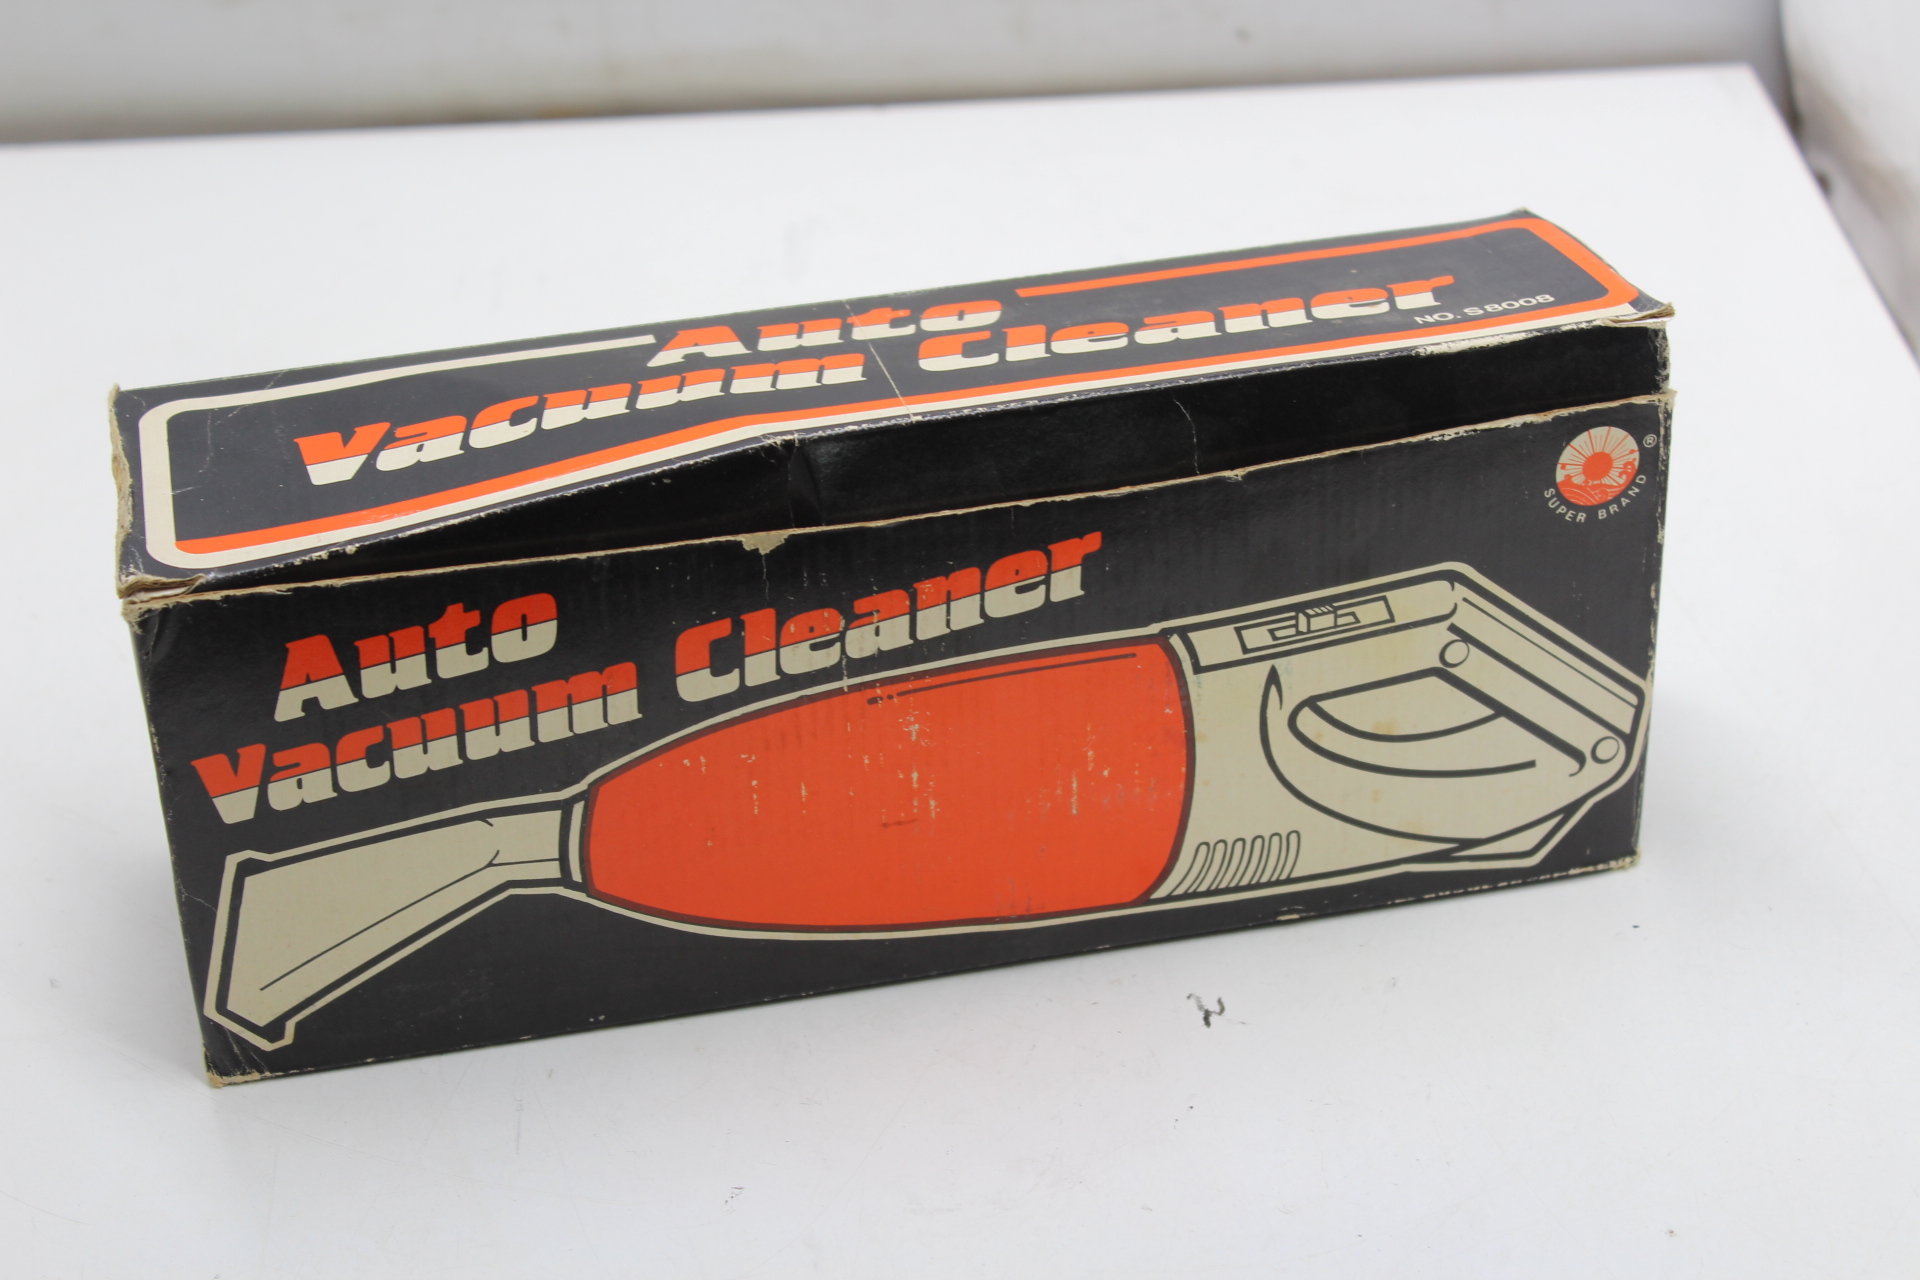 Auto
Vacuum Cleaner
NO. S8008
®
SUPER BRAND
Auto
Vacuum Cleaner